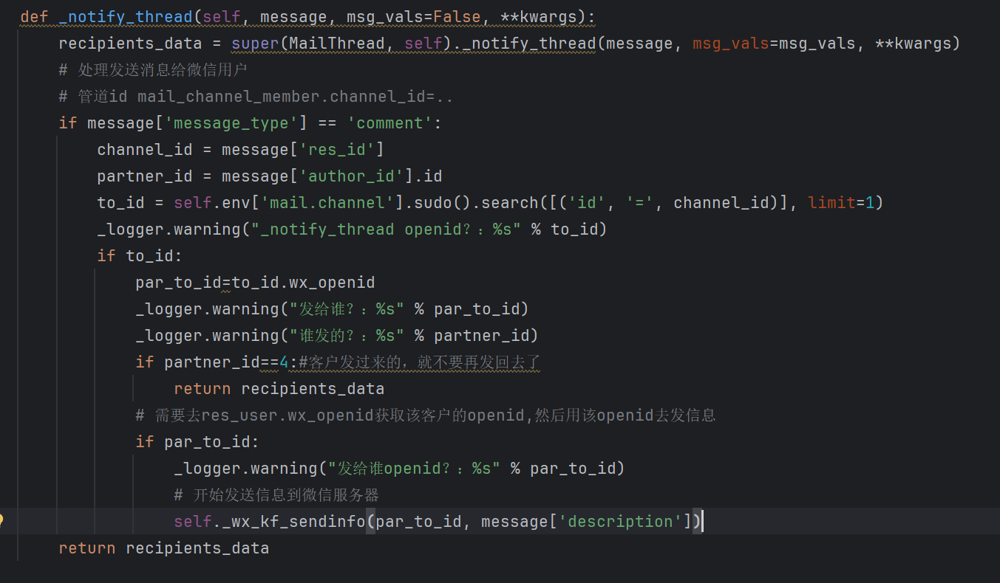 def _notify_thread(self, message, msg_vals=False, **kwargs):
recipients_data = super(MailThread, self)._notify_thread(message, msg_vals=msg_vals, **kwargs)
# 处理发送消息给微信用户
# 管道id mail_channel_member.channel_id=..
if message['message_type'] == 'comment':
channel_id = message['res_id']
partner_id = message['author_id'].id
to_id = self.env['mail.channel'].sudo().search([('id', '=', channel_id)], limit=1)
_logger.warning("_notify_thread openid?：%s" % to_id)
if to_id:
par_to_id=to_id.wx_openid
_logger.warning("发给谁?：%s" % par_to_id)
_logger.warning("谁发的?：%s" % partner_id)
if partner_id==4:#客户发过来的，就不要再发回去了
return recipients_data
# 需要去res_user.wx_openid获取该客户的openid,然后用该openid去发信息
if par_to_id:
_logger.warning("发给谁openid?：%s" % par_to_id)
# 开始发送信息到微信服务器
self._wx_kf_sendinfo(par_to_id, message['description'])
return recipients_data